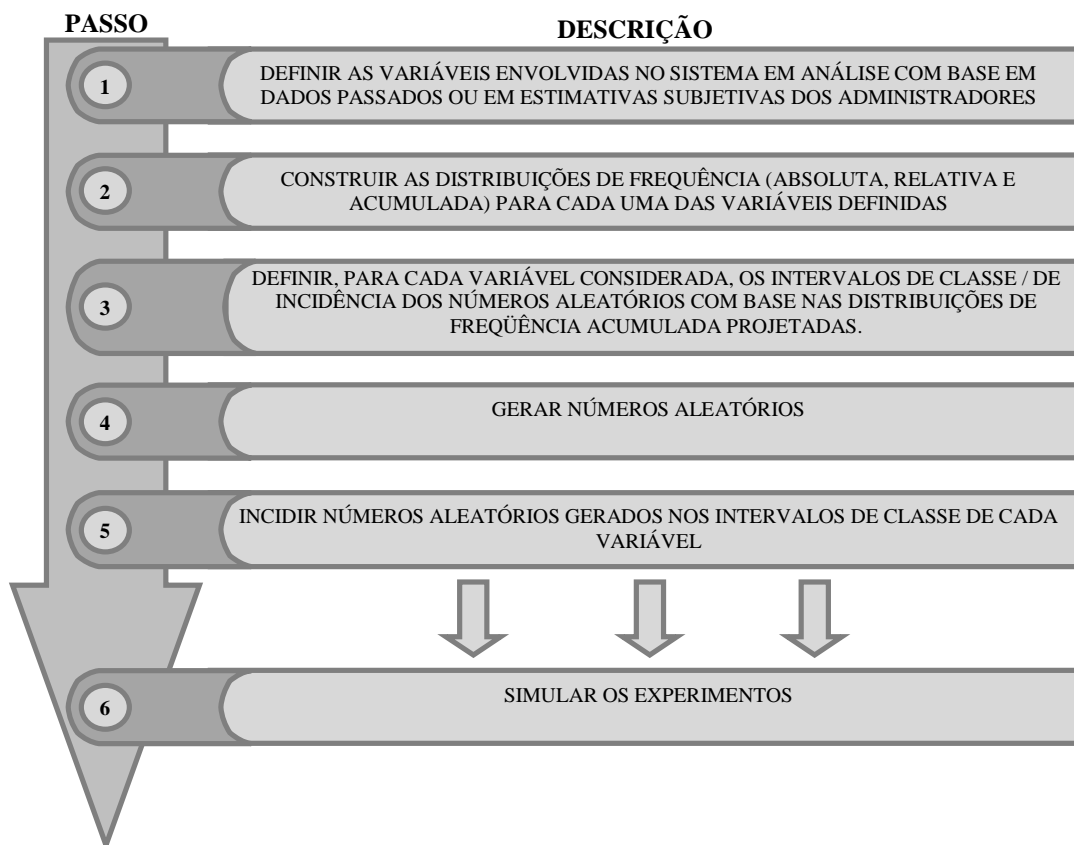 PASSO
DESCRIÇÃO
1
DEFINIR AS VARIÁVEIS ENVOLVIDAS NO SISTEMA EM ANÁLISE COM BASE EM
DADOS PASSADOS OU EM ESTIMATIVAS SUBJETIVAS DOS ADMINISTRADORES
2
CONSTRUIR AS DISTRIBUIÇÕES DE FREQUÊNCIA (ABSOLUTA, RELATIVA E
ACUMULADA) PARA CADA UMA DAS VARIÁVEIS DEFINIDAS
3
DEFINIR, PARA CADA VARIÁVEL CONSIDERADA, OS INTERVALOS DE CLASSE / DE
INCIDÊNCIA DOS NÚMEROS ALEATÓRIOS COM BASE NAS DISTRIBUIÇÕES DE
FREQÜÊNCIA ACUMULADA PROJETADAS.
4
GERAR NÚMEROS ALEATÓRIOS
5
INCIDIR NÚMEROS ALEATÓRIOS GERADOS NOS INTERVALOS DE CLASSE DE CADA
VARIÁVEL
6
SIMULAR OS EXPERIMENTOS